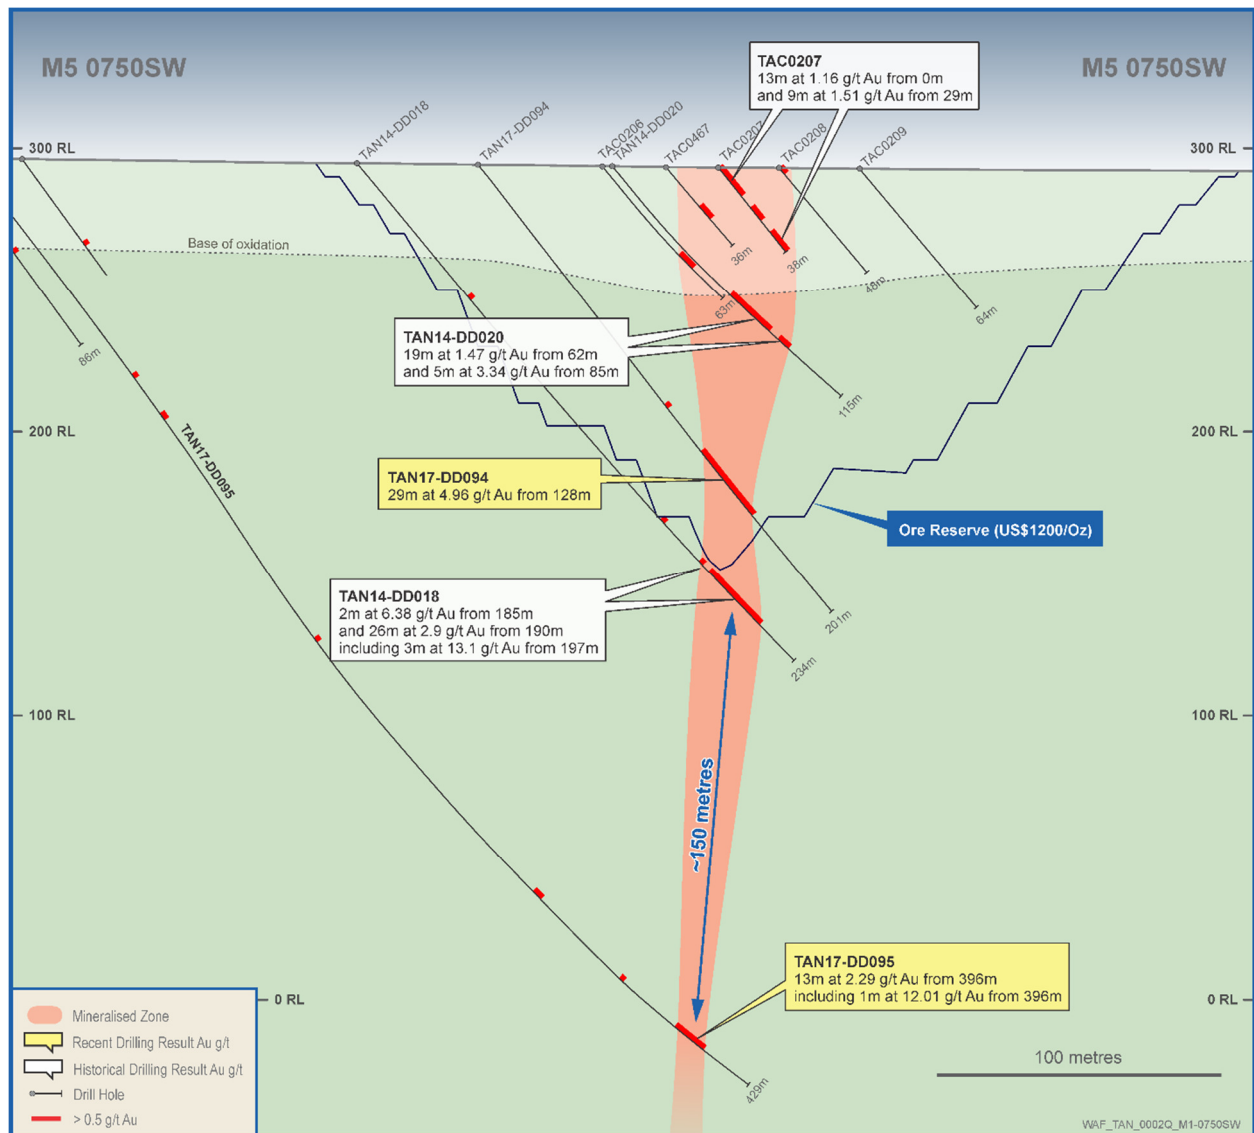 M5 0750SW
M5 0750SW
TAC0207
13m at 1.16 g/t Au from 0m
and 9m at 1.51 g/t Au from 29m
300 RL
TAN14-DD018
TAN17-DD094
TAC0206
TAN14-DD020
TAC0467
TAC0207
TAC0208
TAC0209
300 RL
Base of oxidation
36m
38m
48m
63m
64m
86m
TAN14-DD020
19m at 1.47 g/t Au from 62m
and 5m at 3.34 g/t Au from 85m
115m
200 RL
200 RL
TAN17-DD095
TAN17-DD094
29m at 4.96 g/t Au from 128m
Ore Reserve (US$1200/Oz)
TAN14-DD018
2m at 6.38 g/t Au from 185m
and 26m at 2.9 g/t Au from 190m
including 3m at 13.1 g/t Au from 197m
201m
234m
100 RL
100 RL
~150 metres
TAN17-DD095
13m at 2.29 g/t Au from 396m
including 1m at 12.01 g/t Au from 396m
0 RL
0 RL
Mineralised Zone
Recent Drilling Result Au g/t
Historical Drilling Result Au g/t
Drill Hole
> 0.5 g/t Au
429m
100 metres
WAF_TAN_0002Q_M1-0750SW